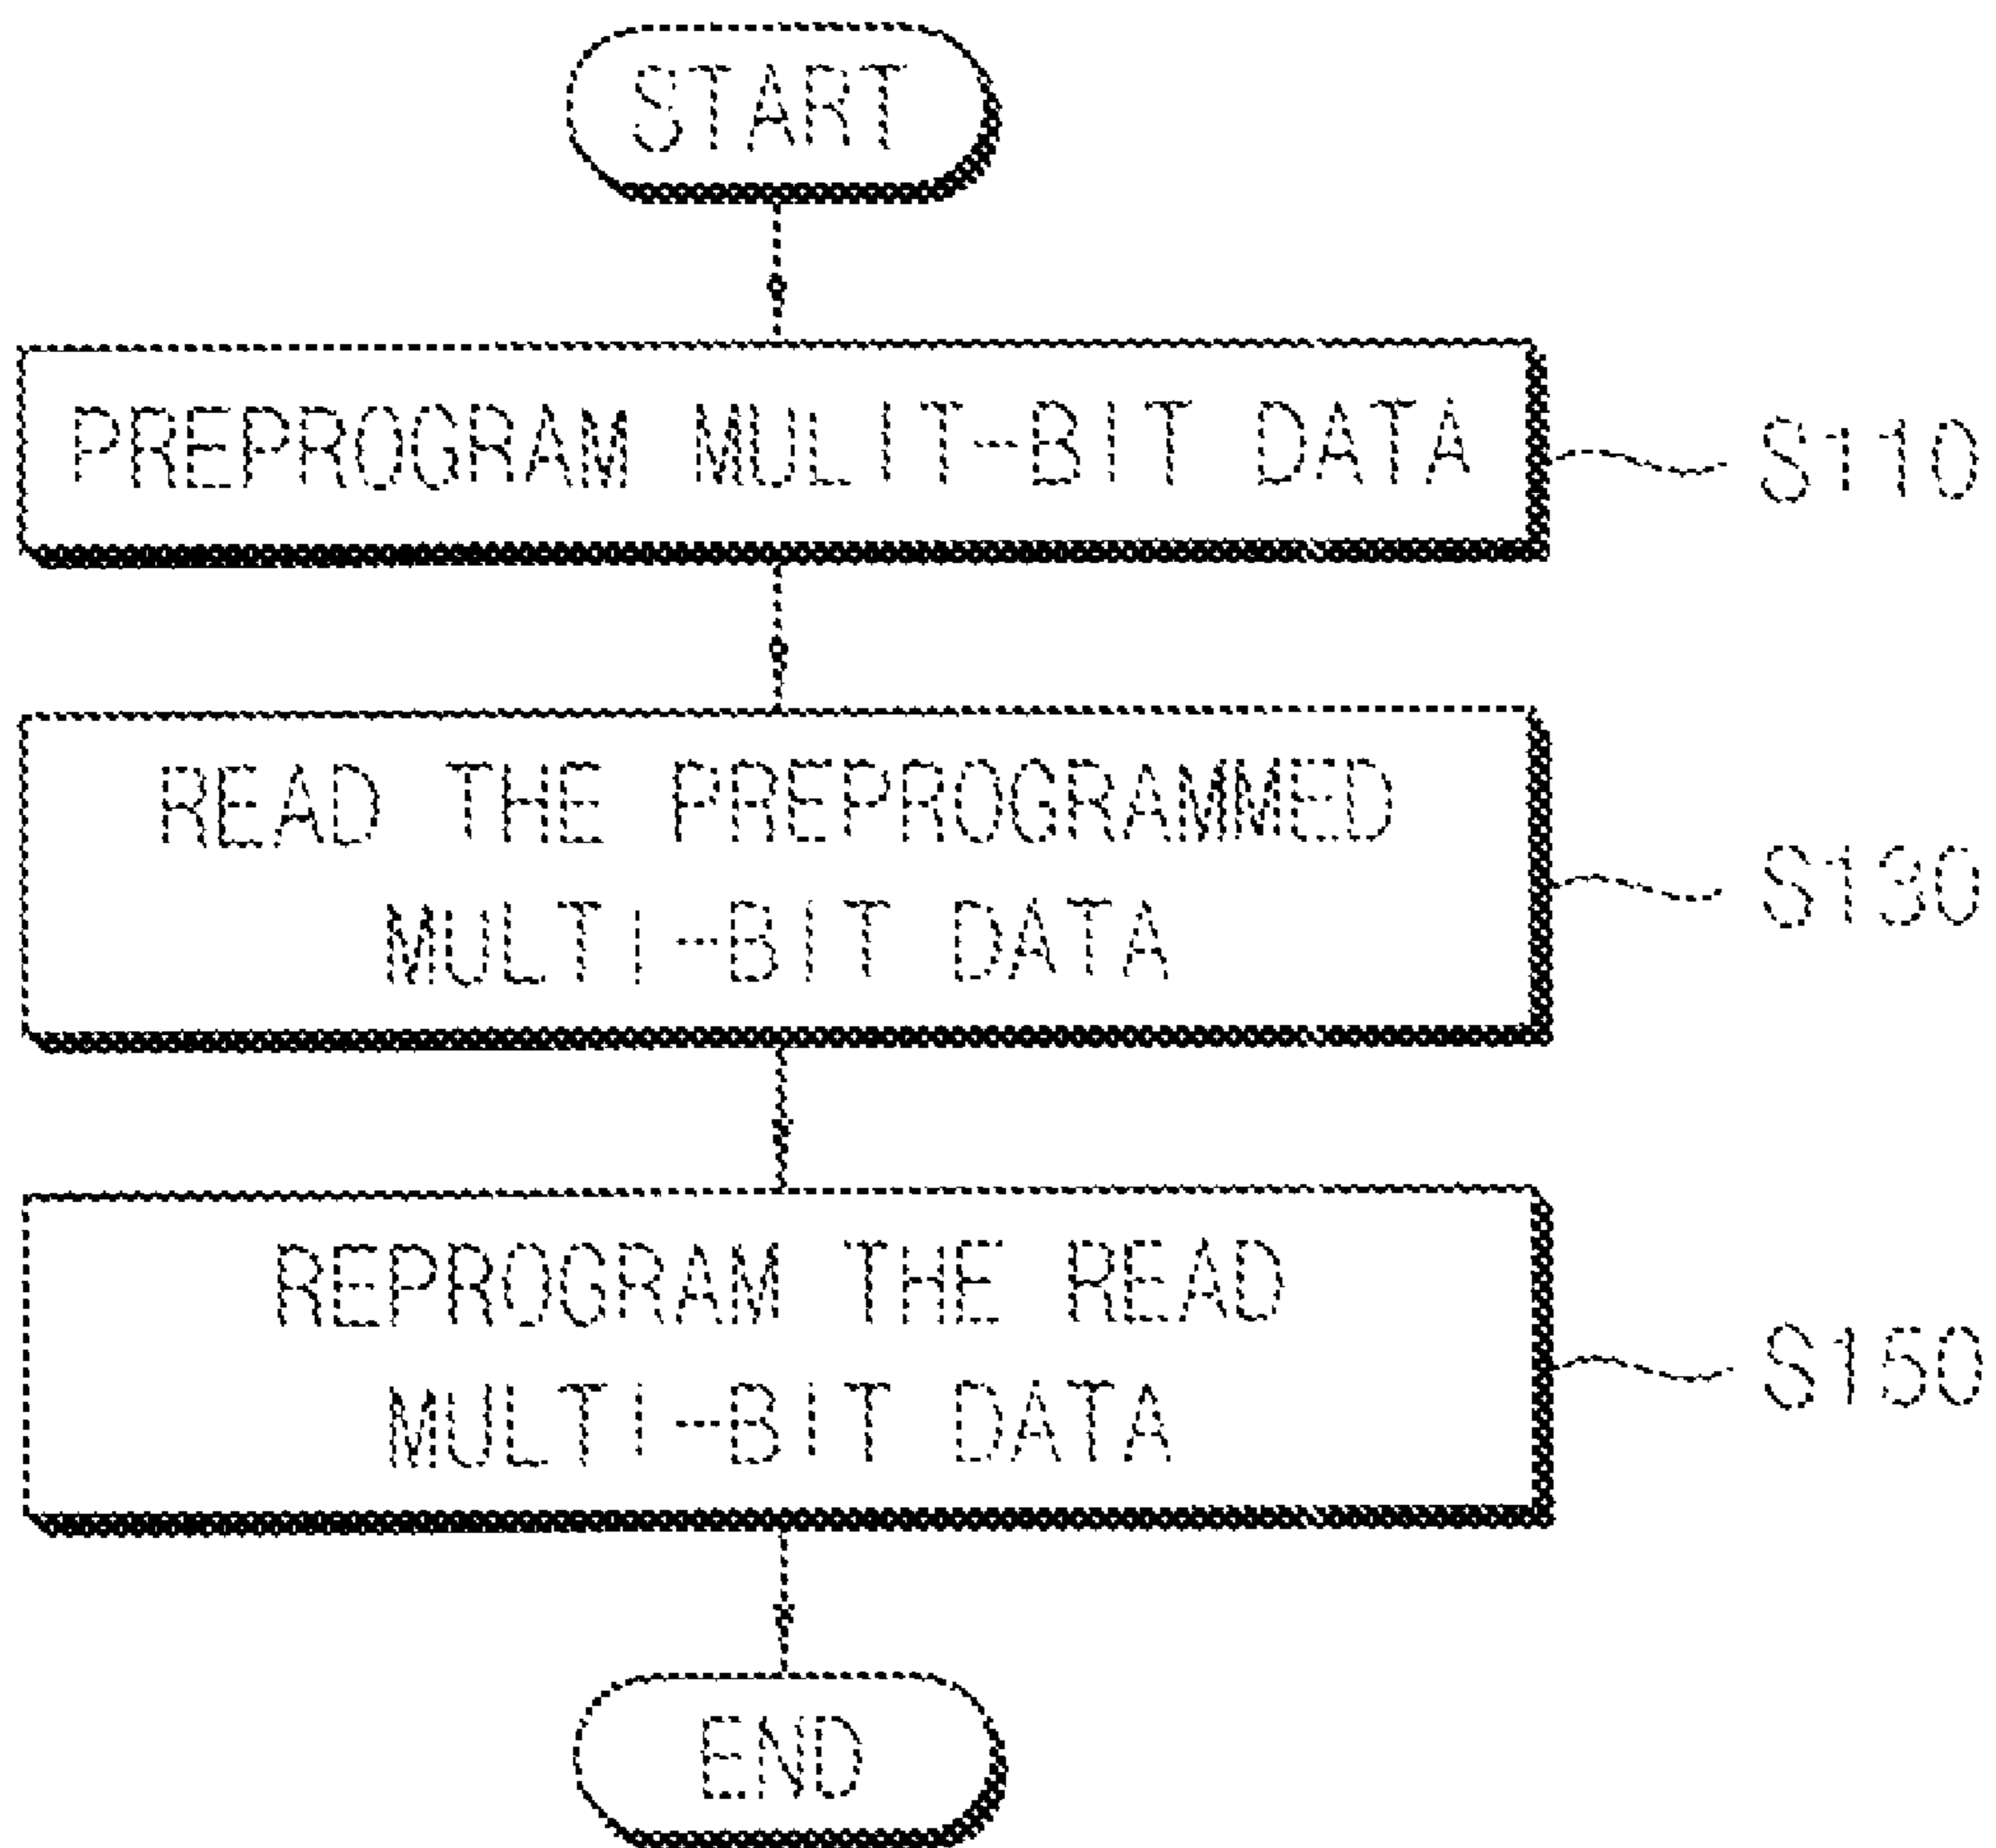 START
PREPROGRAM MULIT-BIT DATA
S110
READ THE PREPROGRAMMED
MULTI-BIT DATA
S130
REPROGRAM THE READ
MULTI-BIT DATA
S150
END